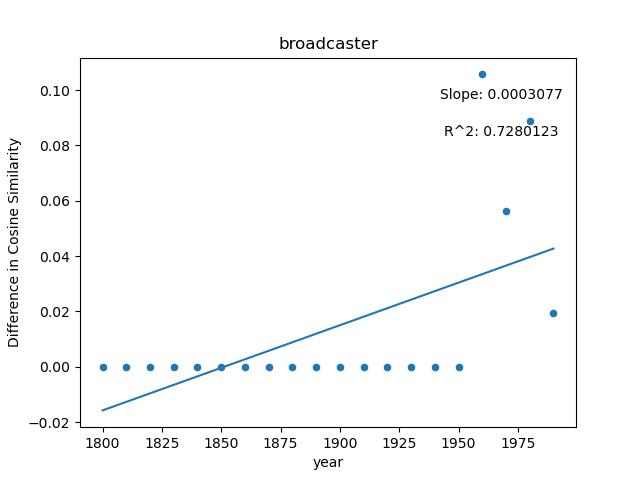 broadcaster
Difference in Cosine Similarity
0.10
0.08
0.06
0.04
0.02
0.00
−0.02
Slope: 0.0003077
R^2: 0.7280123
1800 1825 1850 1875 1900 1925 1950 1975
year